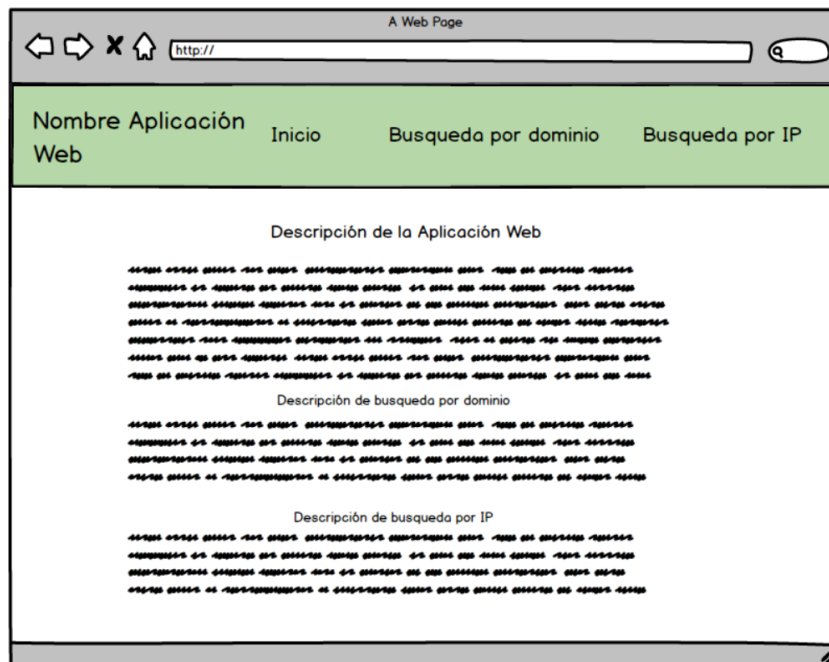 A Web Page
http://
Nombre Aplicación
Web
Inicio
Busqueda por dominio
Busqueda por IP
Descripción de la Aplicación Web
Descripción de busqueda por dominio
Descripción de busqueda por IP